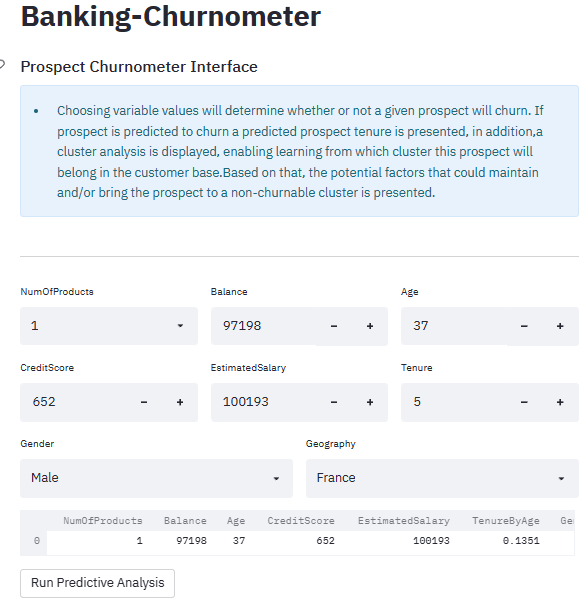 Banking-Churnometer
Prospect Churnometer Interface
• Choosing variable values will determine whether or not a given prospect will churn. If
prospect is predicted to churn a predicted prospect tenure is presented, in addition,a
cluster analysis is displayed, enabling learning from which cluster this prospect will
belong in the customer base.Based on that, the potential factors that could maintain
and/or bring the prospect to a non-churnable cluster is presented.
NumOfProducts Balance Age
1 97198 - + 37 - +
CreditScore EstimatedSalary Tenure
652 - + 100193 - + 5 - +
Gender Geography
Male France
NumOfProducts Balance Age CreditScore EstimatedSalary TenureByAge
0 1 97198 37 652 100193 0.1351
Run Predictive Analysis